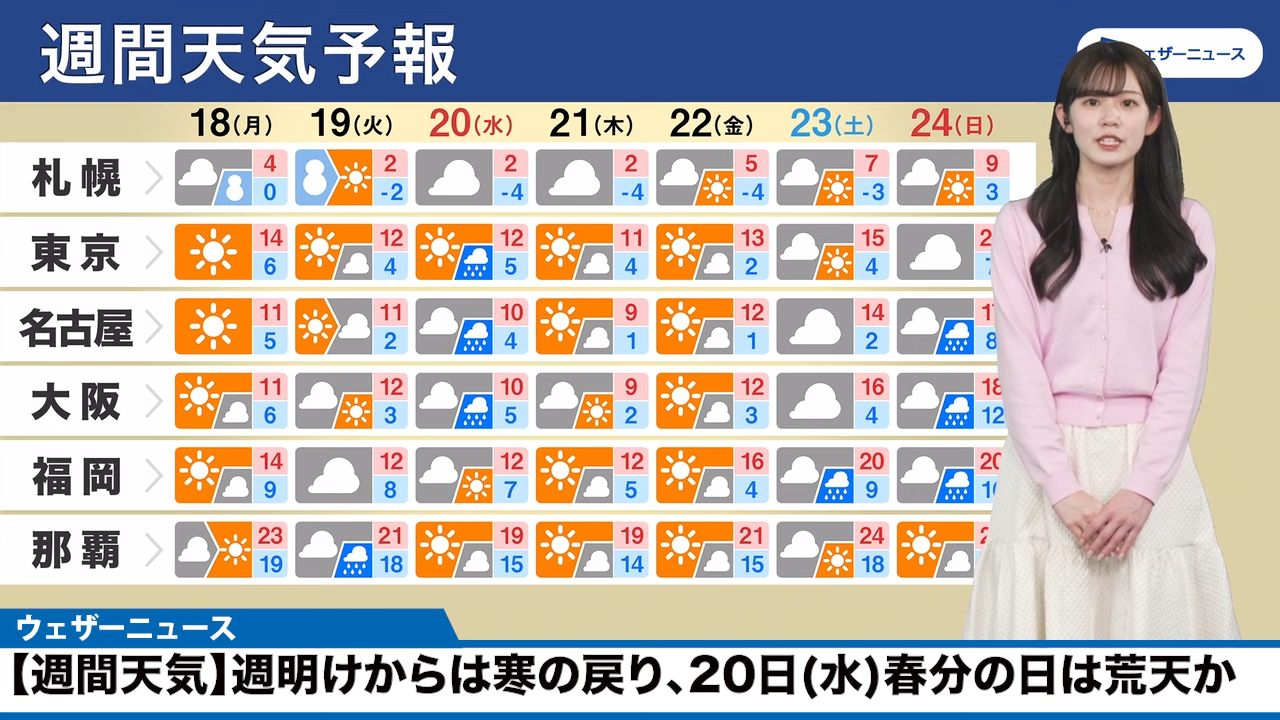 週間天気予報
ェザーニュース
18(月) 19(火) 20(水) 21(木) 22(金) 23(土) 24(日)
札幌 4 0 2 -2 2 -4 2 -4 5 -4 7 -3 9 3
東京 14 6 12 4 12 5 11 4 13 2 15 4
名古屋 11 5 11 2 10 4 9 1 12 1 14 2 17 8
大阪 11 6 12 3 10 5 9 2 12 3 16 4 18 12
福岡 14 9 12 8 12 7 12 5 16 4 20 9 20
那覇 23 19 21 18 19 15 19 14 21 15 24 18
ウェザーニュース
【週間天気】週明けからは寒の戻り、20日(水)春分の日は荒天か